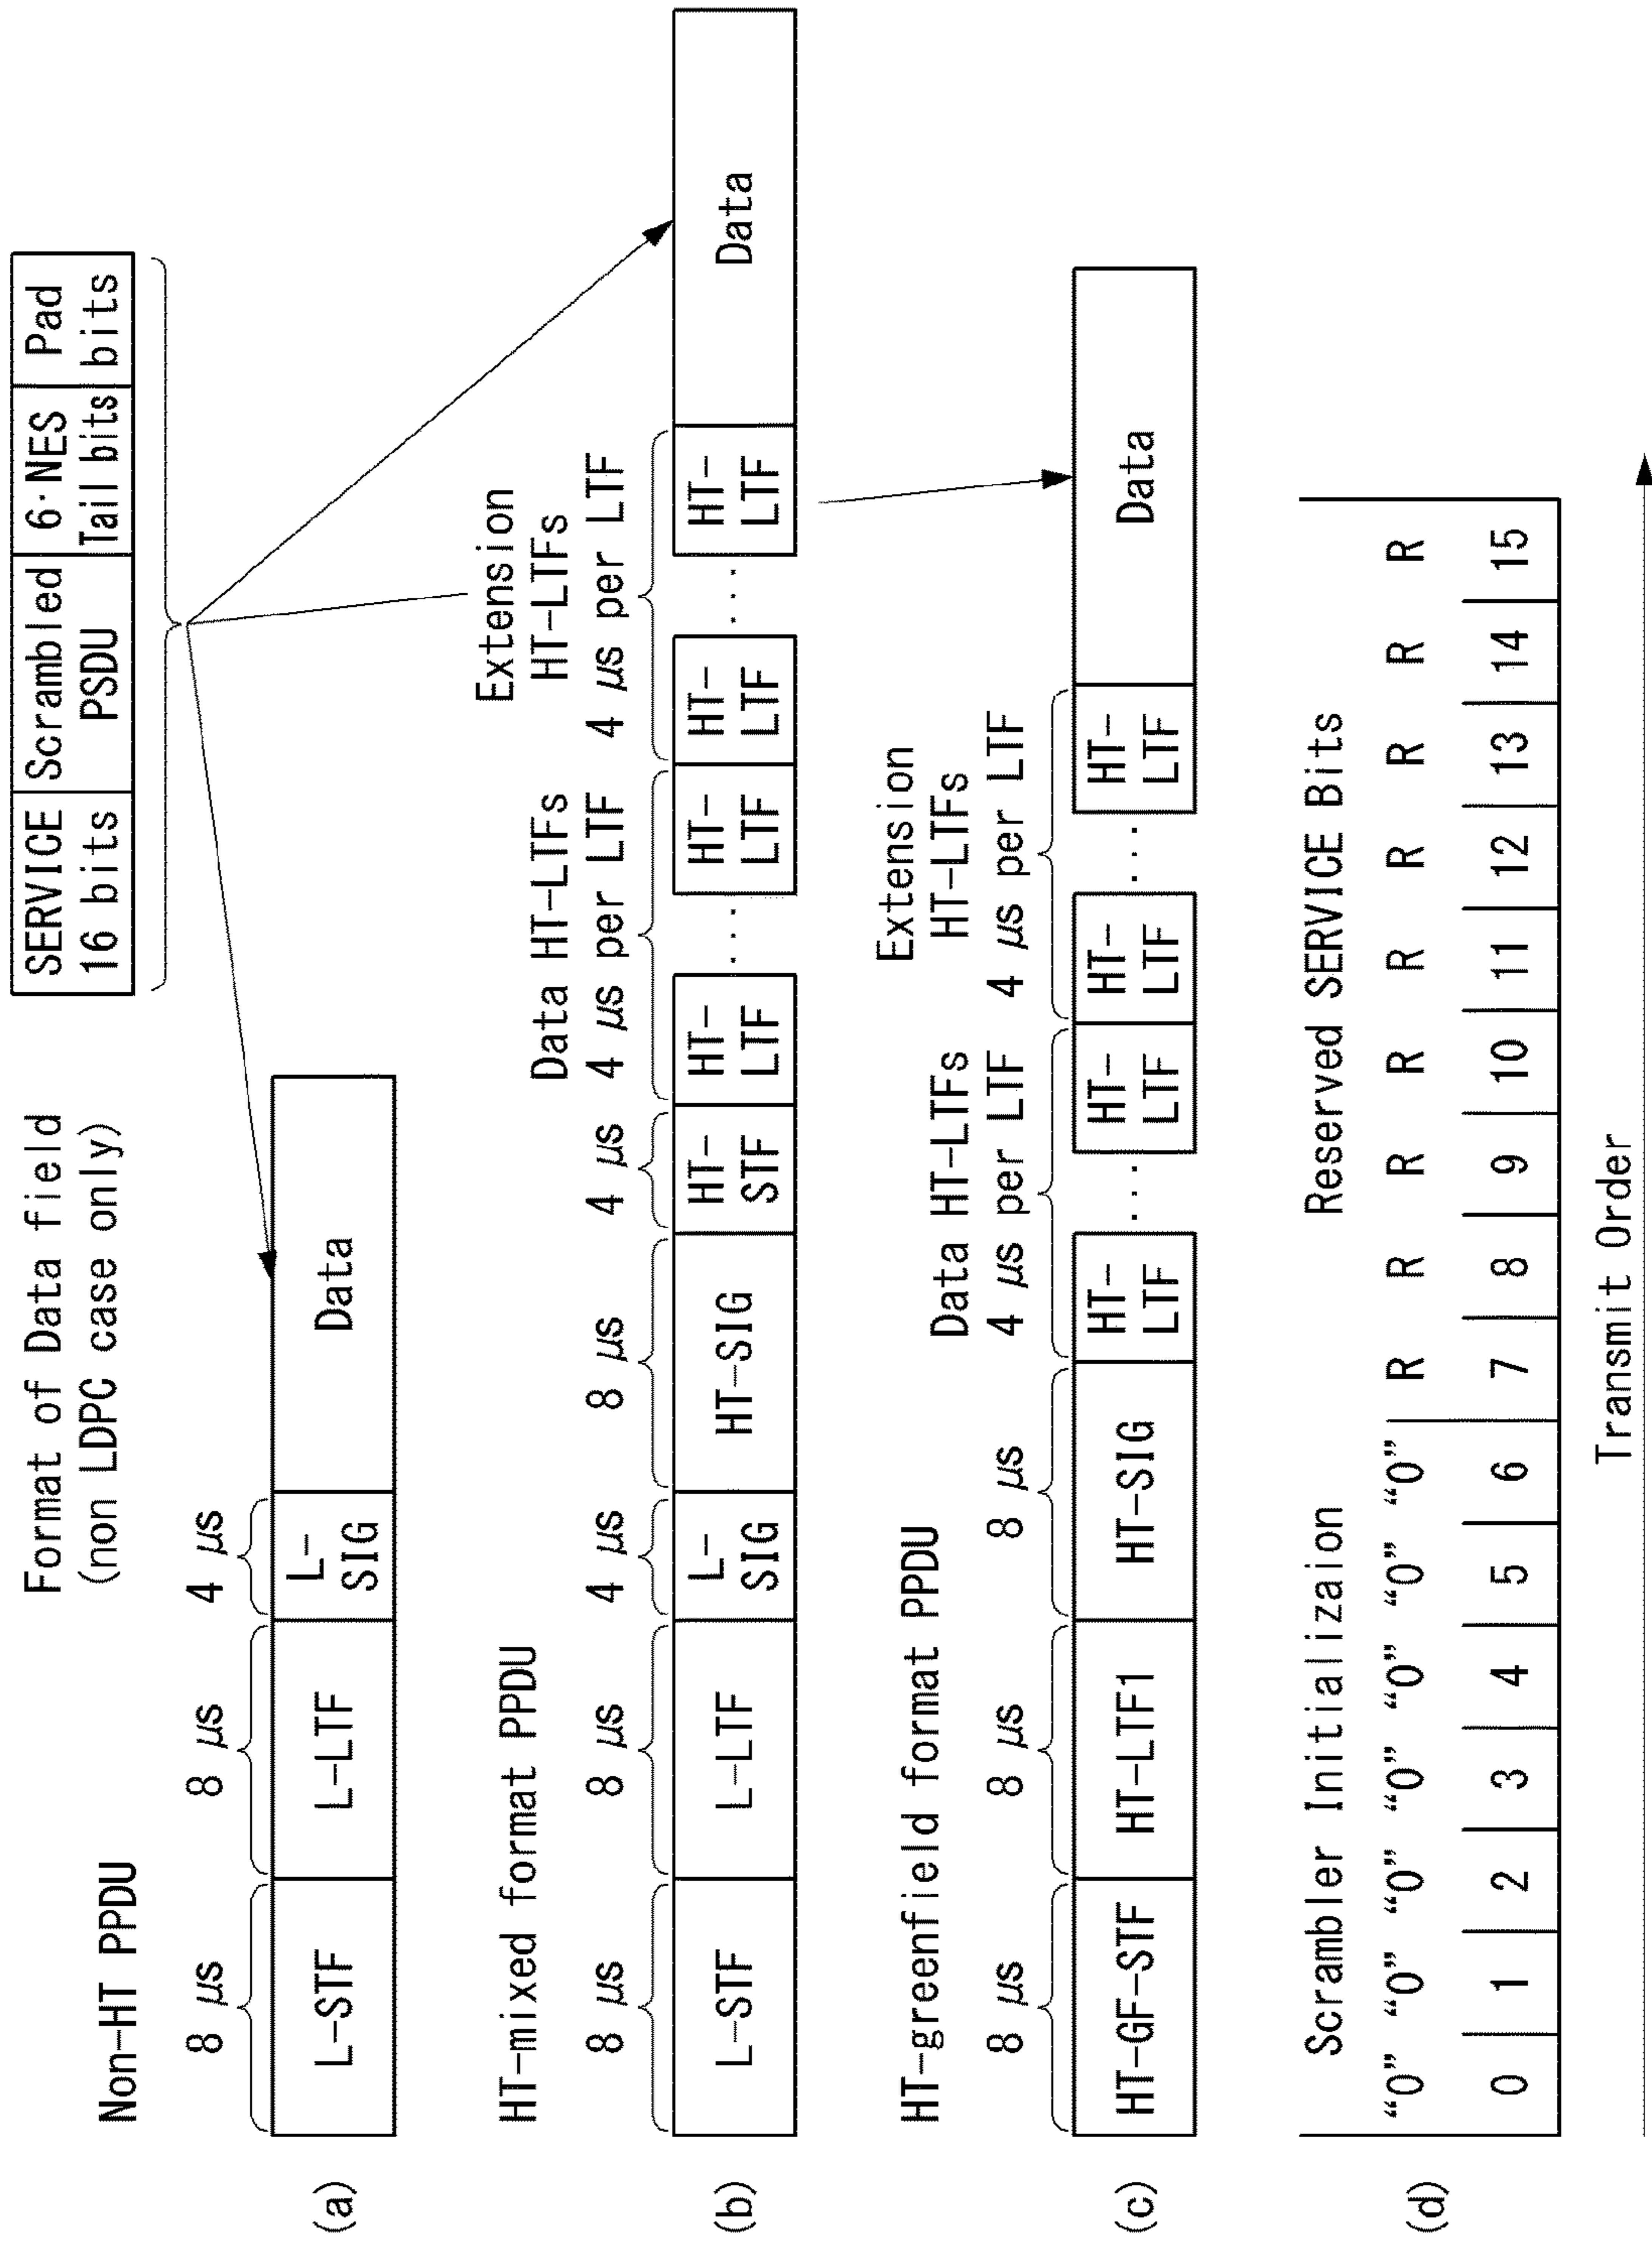 Format of Data field
(non LDPC case only)
SERVICE
16 bits
Scrambled
PSDU
6·NES
Tail bits
Pad
bits
Non-HT PPDU
8 μs
8 μs
4 μs
(a)
L-STF
L-LTF
L-
SIG
Data
HT-mixed format PPDU
Extension
HT-LTFs
Data HT-LTFs
8 μs
8 μs
4 μs
8 μs
4 μs
4 μs per LTF
4 μs per LTF
(b)
L-STF
L-LTF
L-
SIG
HT-SIG
HT-
STF
HT-
LTF
...
HT-
LTF
HT-
LTF
...
HT-
LTF
Data
HT-greenfield format PPDU
Extension
HT-LTFs
Data HT-LTFs
8 μs
8 μs
8 μs
4 μs per LTF
4 μs per LTF
(c)
HT-GF-STF
HT-LTF1
HT-SIG
HT-
LTF
...
HT-
LTF
HT-
LTF
...
HT-
LTF
Data
Scrambler Initializaion
Reserved SERVICE Bits
(d)
“0” “0” “0” “0” “0” “0” “0” R R R R R R R R R
0 1 2 3 4 5 6 7 8 9 10 11 12 13 14 15
Transmit Order